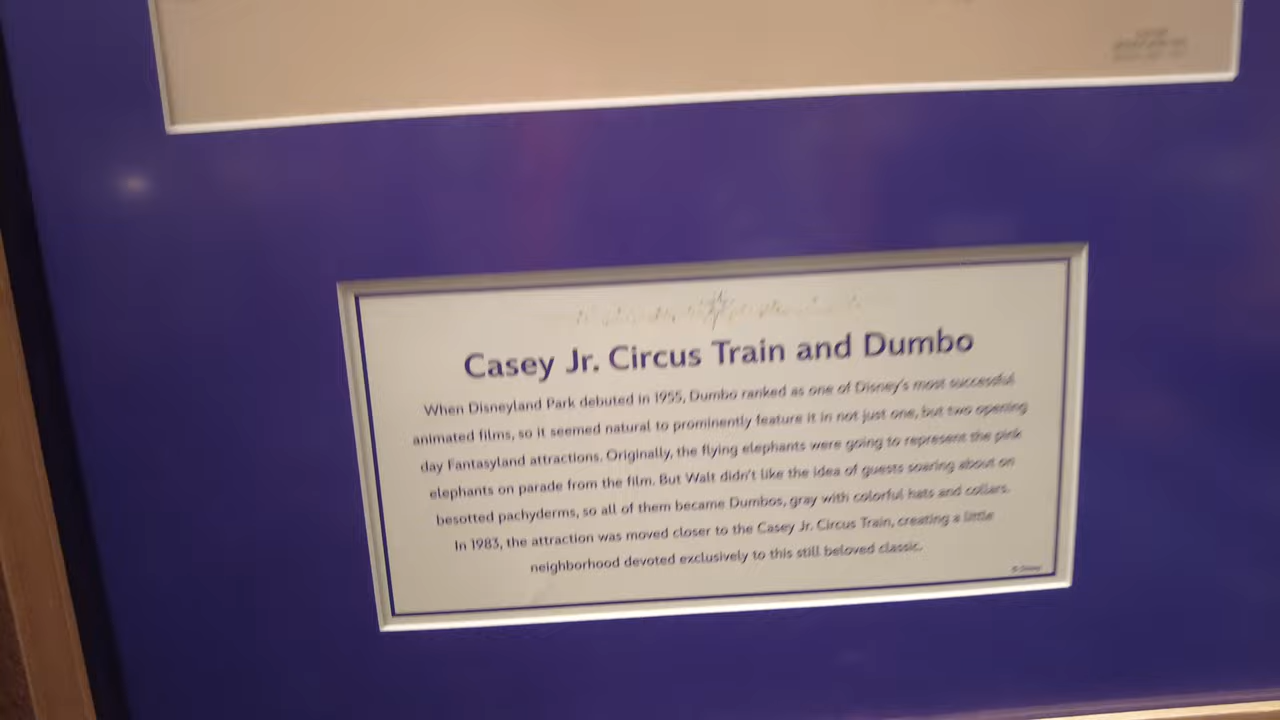 Casey Jr. Circus Train and Dumbo
When Disneyland Park debuted in 1955, Dumbo ranked as one of Disney's most successful
animated films, so it seemed natural to prominently feature it in not just one, but two opening
day Fantasyland attractions. Originally, the flying elephants were going to represent the pink
elephants on parade from the film. But Walt didn't like the idea of guests soaring about on
besotted pachyderms, so all of them became Dumbos, gray with colorful hats and collars.
In 1983, the attraction was moved closer to the Casey Jr. Circus Train, creating a little
neighborhood devoted exclusively to this still beloved classic.
© Disney